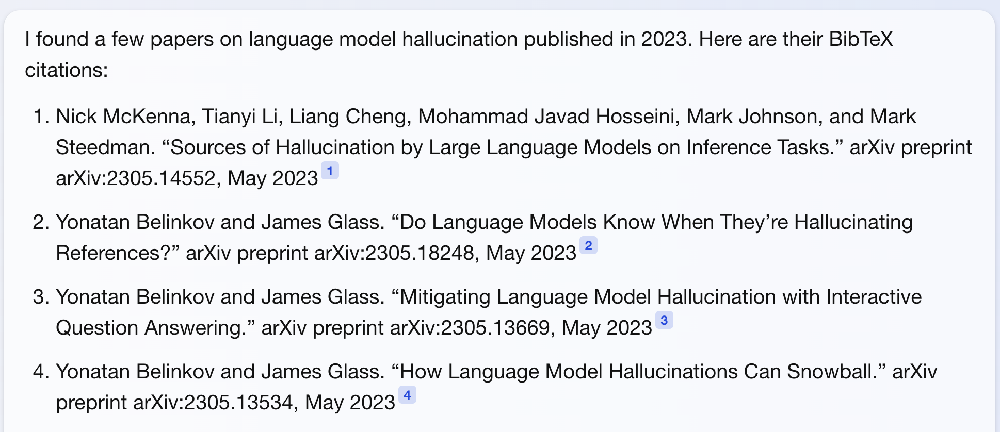 I found a few papers on language model hallucination published in 2023. Here are their BibTeX
citations:
1. Nick McKenna, Tianyi Li, Liang Cheng, Mohammad Javad Hosseini, Mark Johnson, and Mark
Steedman. “Sources of Hallucination by Large Language Models on Inference Tasks.” arXiv preprint
arXiv:2305.14552, May 2023 1
2. Yonatan Belinkov and James Glass. “Do Language Models Know When They’re Hallucinating
References?” arXiv preprint arXiv:2305.18248, May 2023 2
3. Yonatan Belinkov and James Glass. “Mitigating Language Model Hallucination with Interactive
Question Answering.” arXiv preprint arXiv:2305.13669, May 2023 3
4. Yonatan Belinkov and James Glass. “How Language Model Hallucinations Can Snowball.” arXiv
preprint arXiv:2305.13534, May 2023 4